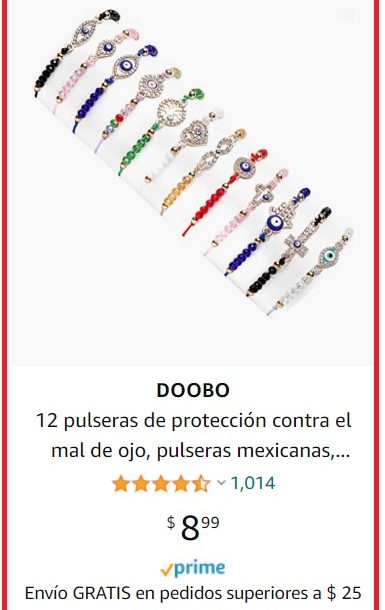 DOOBO
12 pulseras de protección contra el
mal de ojo, pulseras mexicanas,...
1,014
$ 8 99
prime
Envío GRATIS en pedidos superiores a $ 25